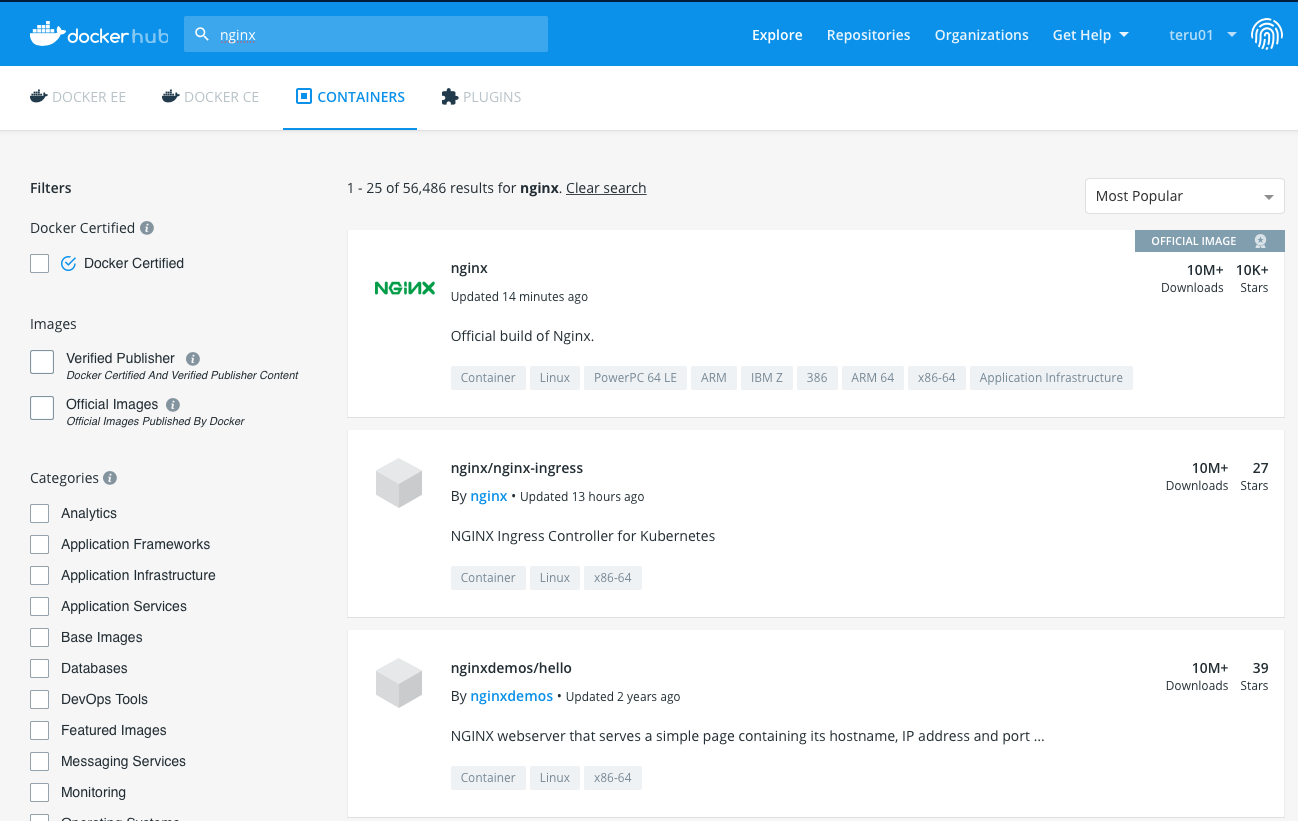 docker hub
nginx
Explore
Repositories
Organizations
Get Help
teru01
DOCKER EE
DOCKER CE
CONTAINERS
PLUGINS
Filters
Docker Certified
Docker Certified
Images
Verified Publisher
Docker Certified And Verified Publisher Content
Official Images
Official Images Published By Docker
Categories
Analytics
Application Frameworks
Application Infrastructure
Application Services
Base Images
Databases
DevOps Tools
Featured Images
Messaging Services
Monitoring
Operating Systems
1 - 25 of 56,486 results for nginx. Clear search
Most Popular
OFFICIAL IMAGE
NGINX
nginx
10M+ 10K+
Downloads Stars
Updated 14 minutes ago
Official build of Nginx.
Container Linux PowerPC 64 LE ARM IBM Z 386 ARM 64 x86-64 Application Infrastructure
nginx/nginx-ingress
10M+ 27
Downloads Stars
By nginx • Updated 13 hours ago
NGINX Ingress Controller for Kubernetes
Container Linux x86-64
nginxdemos/hello
10M+ 39
Downloads Stars
By nginxdemos • Updated 2 years ago
NGINX webserver that serves a simple page containing its hostname, IP address and port ...
Container Linux x86-64